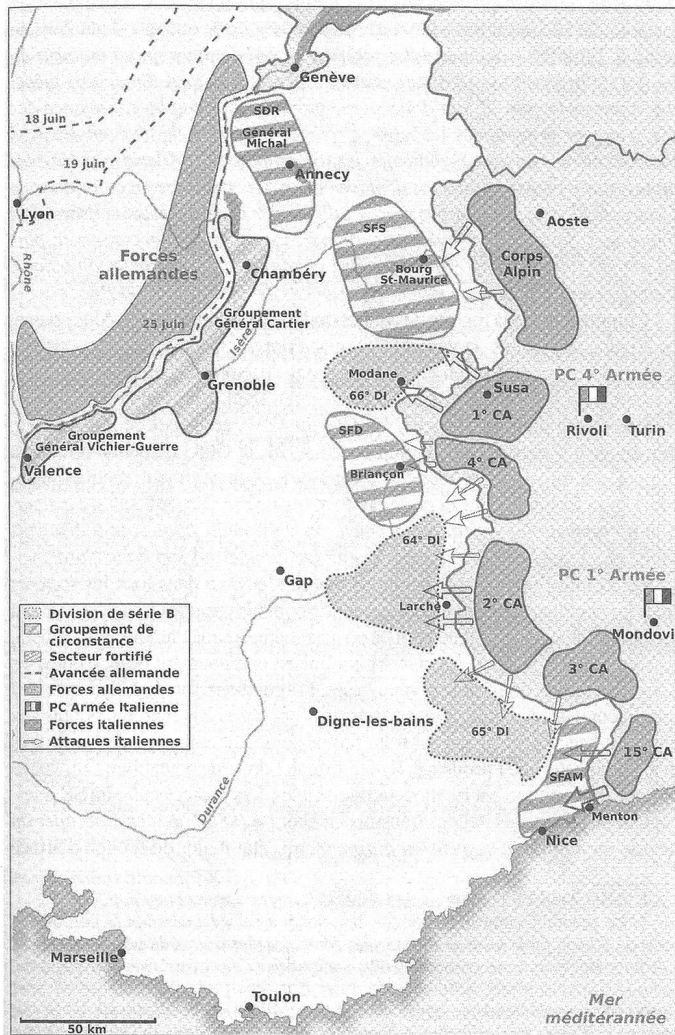 Genève
18 juin
SDR
Général
Michal
19 juin
Annecy
Lyon
Aoste
SFS
Rhône
Forces
allemandes
Chambéry
Bourg
St-Maurice
Corps
Alpin
Groupement
Général Cartier
25 juin
Isère
Modane
66° DI
Grenoble
Susa
1° CA
PC 4° Armée
Rivoli
Turin
Groupement
Général Vichier-Guerre
Valence
SFD
Briançon
4° CA
64° DI
Gap
PC 1° Armée
2° CA
Larche
Mondovi
Division de série B
Groupement de
circonstance
Secteur fortifié
Avancée allemande
Forces allemandes
PC Armée Italienne
Forces italiennes
Attaques italiennes
3° CA
Digne-les-bains
65° DI
15° CA
SFAM
Durance
Menton
Nice
Marseille
Toulon
Mer
méditérannée
50 km